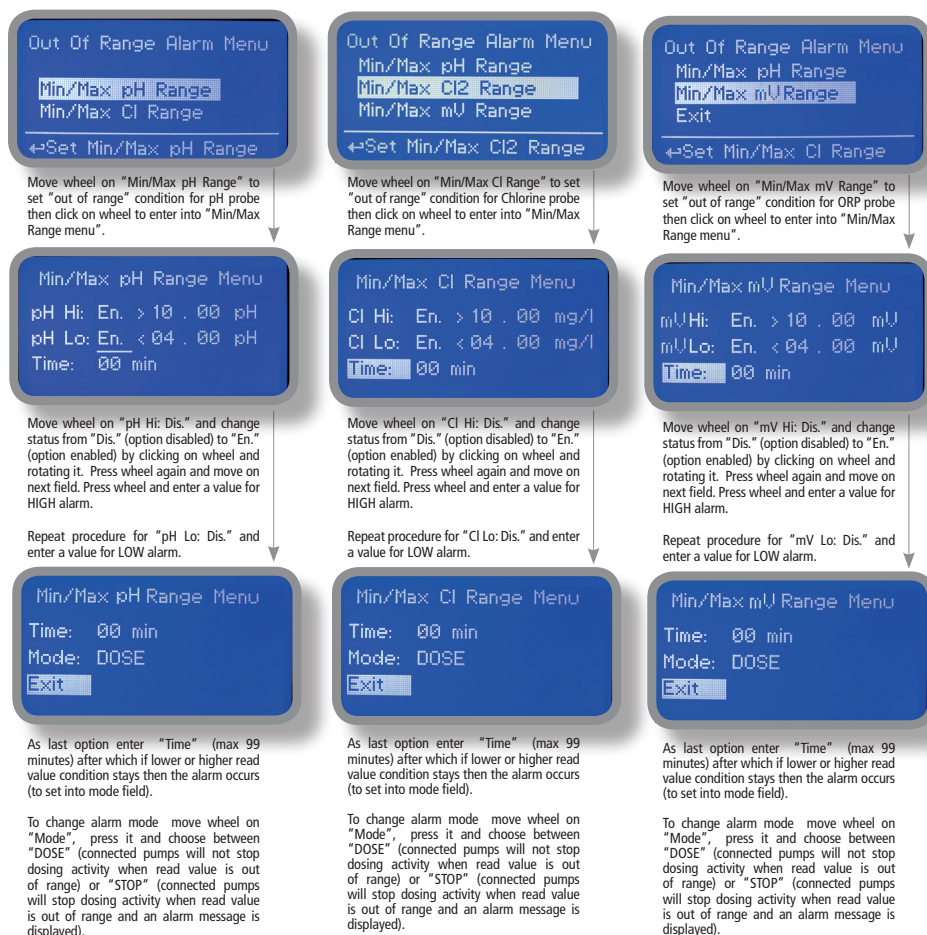 Out Of Range Alarm Menu
Min/Max pH Range
Min/Max Cl Range
↵Set Min/Max pH Range
Move wheel on "Min/Max pH Range" to
set "out of range" condition for pH probe
then click on wheel to enter into "Min/Max
Range menu".
Min/Max pH Range Menu
pH Hi: En. > 10 . 00 pH
pH Lo: En. < 04 . 00 pH
Time: 00 min
Move wheel on "pH Hi: Dis." and change
status from "Dis." (option disabled) to "En."
(option enabled) by clicking on wheel and
rotating it. Press wheel again and move on
next field. Press wheel and enter a value for
HIGH alarm.
Repeat procedure for "pH Lo: Dis." and
enter a value for LOW alarm.
Min/Max pH Range Menu
Time: 00 min
Mode: DOSE
Exit
As last option enter "Time" (max 99
minutes) after which if lower or higher read
value condition stays then the alarm occurs
(to set into mode field).
To change alarm mode move wheel on
"Mode", press it and choose between
"DOSE" (connected pumps will not stop
dosing activity when read value is out
of range) or "STOP" (connected pumps
will stop dosing activity when read value
is out of range and an alarm message is
displayed).
Out Of Range Alarm Menu
Min/Max pH Range
Min/Max Cl2 Range
Min/Max mV Range
↵Set Min/Max Cl2 Range
Move wheel on "Min/Max Cl Range" to set
"out of range" condition for Chlorine probe
then click on wheel to enter into "Min/Max
Range menu".
Min/Max Cl Range Menu
Cl Hi: En. > 10 . 00 mg/l
Cl Lo: En. < 04 . 00 mg/l
Time: 00 min
Move wheel on "Cl Hi: Dis." and change
status from "Dis." (option disabled) to "En."
(option enabled) by clicking on wheel and
rotating it. Press wheel again and move on
next field. Press wheel and enter a value for
HIGH alarm.
Repeat procedure for "Cl Lo: Dis." and enter
a value for LOW alarm.
Min/Max Cl Range Menu
Time: 00 min
Mode: DOSE
Exit
As last option enter "Time" (max 99
minutes) after which if lower or higher read
value condition stays then the alarm occurs
(to set into mode field).
To change alarm mode move wheel on
"Mode", press it and choose between
"DOSE" (connected pumps will not stop
dosing activity when read value is out
of range) or "STOP" (connected pumps
will stop dosing activity when read value
is out of range and an alarm message is
displayed).
Out Of Range Alarm Menu
Min/Max pH Range
Min/Max mV Range
Exit
↵Set Min/Max Cl Range
Move wheel on "Min/Max mV Range" to
set "out of range" condition for ORP probe
then click on wheel to enter into "Min/Max
Range menu".
Min/Max mV Range Menu
mV Hi: En. > 10 . 00 mV
mV Lo: En. < 04 . 00 mV
Time: 00 min
Move wheel on "mV Hi: Dis." and change
status from "Dis." (option disabled) to "En."
(option enabled) by clicking on wheel and
rotating it. Press wheel again and move on
next field. Press wheel and enter a value for
HIGH alarm.
Repeat procedure for "mV Lo: Dis." and
enter a value for LOW alarm.
Min/Max mV Range Menu
Time: 00 min
Mode: DOSE
Exit
As last option enter "Time" (max 99
minutes) after which if lower or higher read
value condition stays then the alarm occurs
(to set into mode field).
To change alarm mode move wheel on
"Mode", press it and choose between
"DOSE" (connected pumps will not stop
dosing activity when read value is out
of range) or "STOP" (connected pumps
will stop dosing activity when read value
is out of range and an alarm message is
displayed).